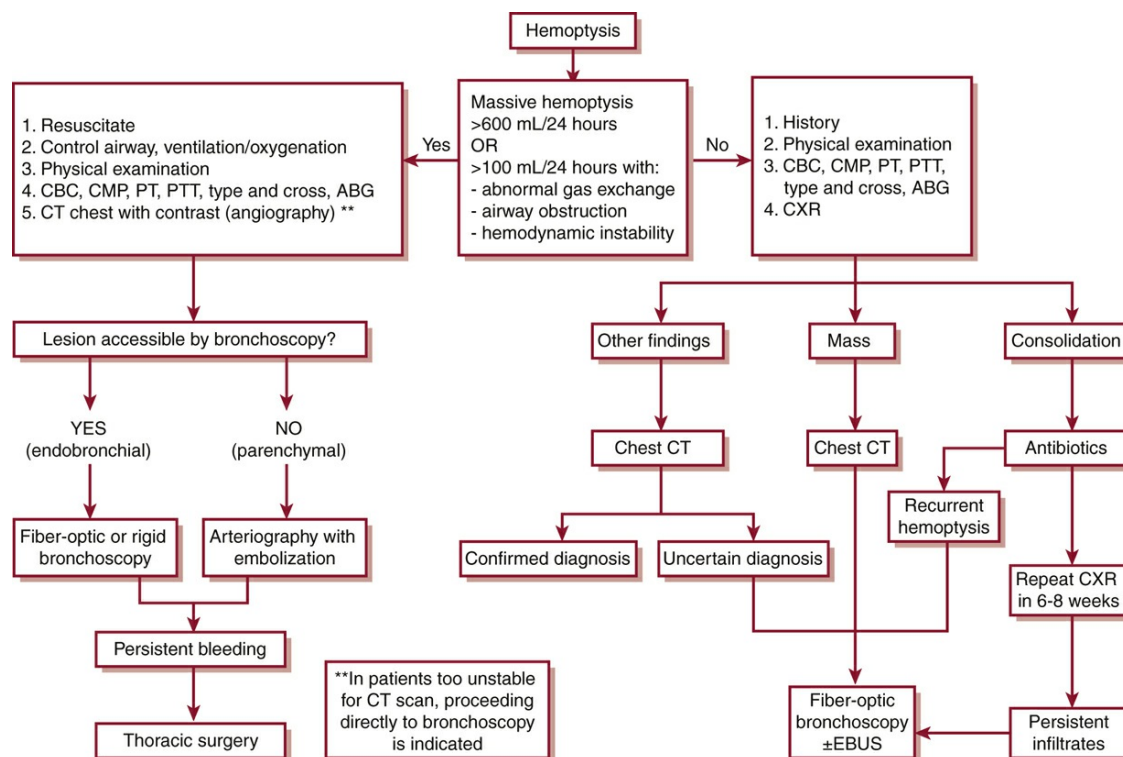 Hemoptysis
Massive hemoptysis
>600 mL/24 hours
OR
>100 mL/24 hours with:
- abnormal gas exchange
- airway obstruction
- hemodynamic instability
Yes
No
1. Resuscitate
2. Control airway, ventilation/oxygenation
3. Physical examination
4. CBC, CMP, PT, PTT, type and cross, ABG
5. CT chest with contrast (angiography) **
Lesion accessible by bronchoscopy?
YES
(endobronchial)
NO
(parenchymal)
Fiber-optic or rigid
bronchoscopy
Arteriography with
embolization
Persistent bleeding
Thoracic surgery
**In patients too unstable
for CT scan, proceeding
directly to bronchoscopy
is indicated
1. History
2. Physical examination
3. CBC, CMP, PT, PTT,
type and cross, ABG
4. CXR
Other findings
Mass
Consolidation
Chest CT
Chest CT
Antibiotics
Recurrent
hemoptysis
Confirmed diagnosis
Uncertain diagnosis
Repeat CXR
in 6-8 weeks
Fiber-optic
bronchoscopy
±EBUS
Persistent
infiltrates